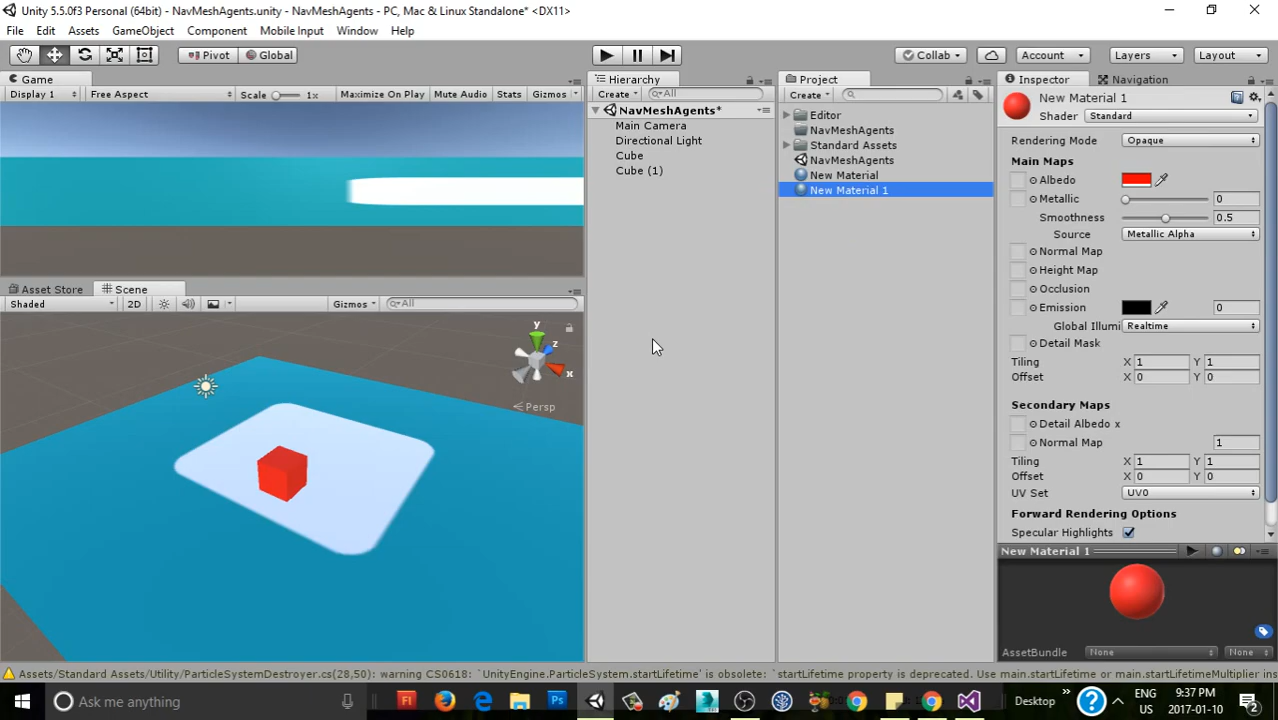 Unity 5.5.0f3 Personal (64bit) - NavMeshAgents.unity - NavMeshAgents - PC, Mac & Linux Standalone* <DX11>
File Edit Assets GameObject Component Mobile Input Window Help
Pivot Global Collab Account Layers Layout
Game
Display 1 Free Aspect Scale 1x Maximize On Play Mute Audio Stats Gizmos
Asset Store Scene
Shaded 2D Gizmos All
y
z
x
Persp
Hierarchy
Create All
NavMeshAgents*
Main Camera
Directional Light
Cube
Cube (1)
Project
Create
Editor
NavMeshAgents
Standard Assets
NavMeshAgents
New Material
New Material 1
Inspector Navigation
New Material 1
Shader Standard
Rendering Mode Opaque
Main Maps
Albedo
Metallic 0
Smoothness 0.5
Source Metallic Alpha
Normal Map
Height Map
Occlusion
Emission 0
Global Illumi Realtime
Detail Mask
Tiling X 1 Y 1
Offset X 0 Y 0
Secondary Maps
Detail Albedo x
Normal Map 1
Tiling X 1 Y 1
Offset X 0 Y 0
UV Set UV0
Forward Rendering Options
Specular Highlights
New Material 1
AssetBundle None None
Assets/Standard Assets/Utility/ParticleSystemDestroyer.cs(28,50): warning CS0618: `UnityEngine.ParticleSystem.startLifetime' is obsolete: `startLifetime property is deprecated. Use main.startLifetime or main.startLifetimeMultiplier ins
Ask me anything Desktop ENG 9:37 PM
US 2017-01-10 2